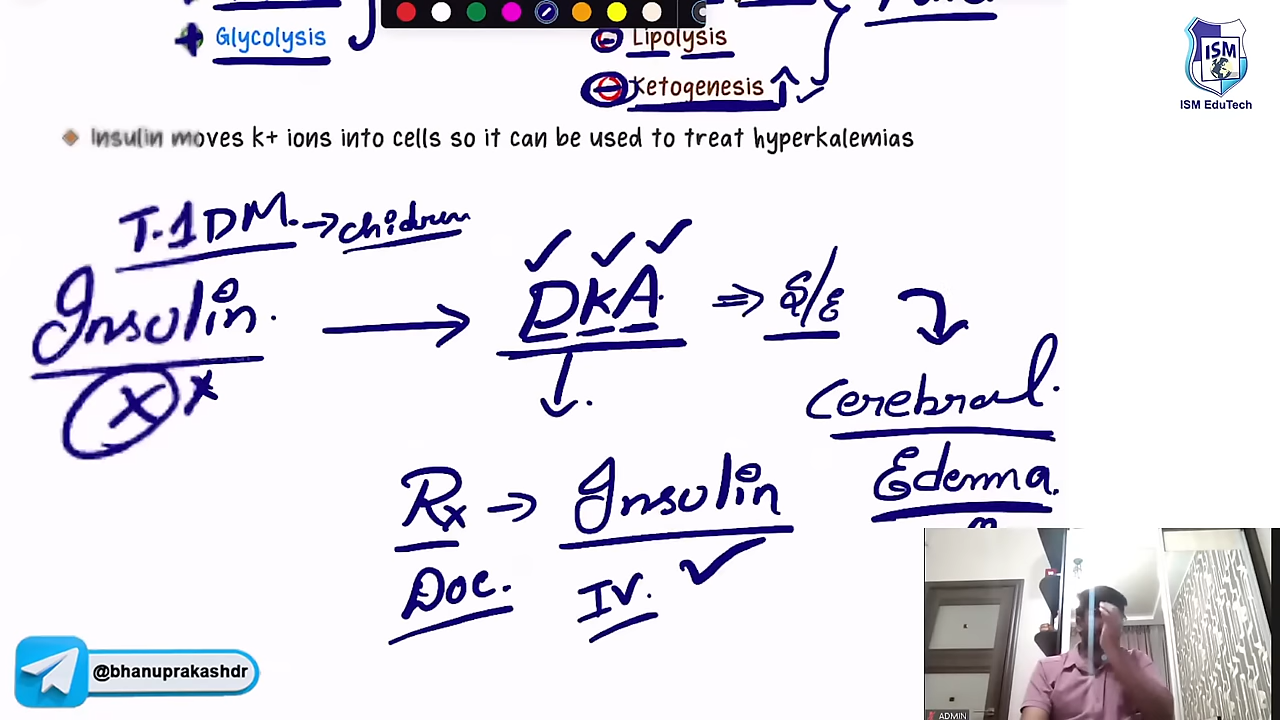 Glycolysis
Lipolysis
Ketogenesis ↑
ISM
ISM EduTech
Insulin moves k+ ions into cells so it can be used to treat hyperkalemias
T.1DM. → chidren
Insulin.
X x
DKA. ⇒ S/E
Cerebral.
Edema.
Rx → Insulin
Doc. IV. ✓
@bhanuprakashdr
ADMIN